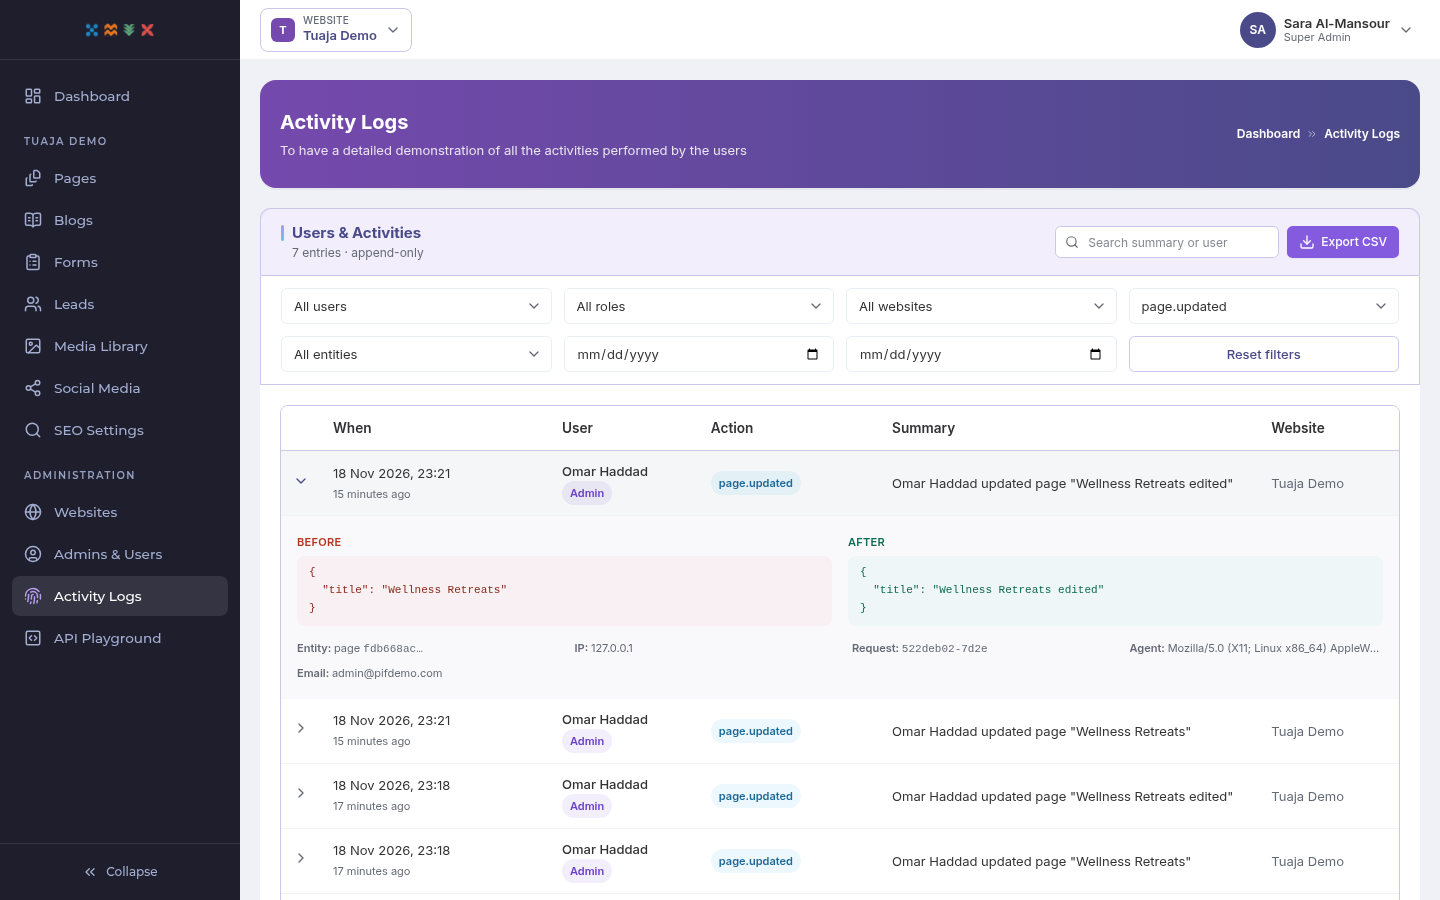 WEBSITE
T
Tuaja Demo
SA
Sara Al-Mansour
Super Admin
Dashboard
TUAJA DEMO
Pages
Blogs
Forms
Leads
Media Library
Social Media
SEO Settings
ADMINISTRATION
Websites
Admins & Users
Activity Logs
API Playground
Collapse
Activity Logs
To have a detailed demonstration of all the activities performed by the users
Dashboard » Activity Logs
Users & Activities
7 entries · append-only
Search summary or user
Export CSV
All users
All roles
All websites
page.updated
All entities
mm/dd/yyyy
mm/dd/yyyy
Reset filters
When User Action Summary Website
18 Nov 2026, 23:21
15 minutes ago
Omar Haddad
Admin
page.updated
Omar Haddad updated page "Wellness Retreats edited"
Tuaja Demo
BEFORE
{
"title": "Wellness Retreats"
}
AFTER
{
"title": "Wellness Retreats edited"
}
Entity: page fdb668ac…
IP: 127.0.0.1
Request: 522deb02-7d2e
Agent: Mozilla/5.0 (X11; Linux x86_64) AppleW...
Email: admin@pifdemo.com
18 Nov 2026, 23:21
15 minutes ago
Omar Haddad
Admin
page.updated
Omar Haddad updated page "Wellness Retreats"
Tuaja Demo
18 Nov 2026, 23:18
17 minutes ago
Omar Haddad
Admin
page.updated
Omar Haddad updated page "Wellness Retreats edited"
Tuaja Demo
18 Nov 2026, 23:18
17 minutes ago
Omar Haddad
Admin
page.updated
Omar Haddad updated page "Wellness Retreats"
Tuaja Demo